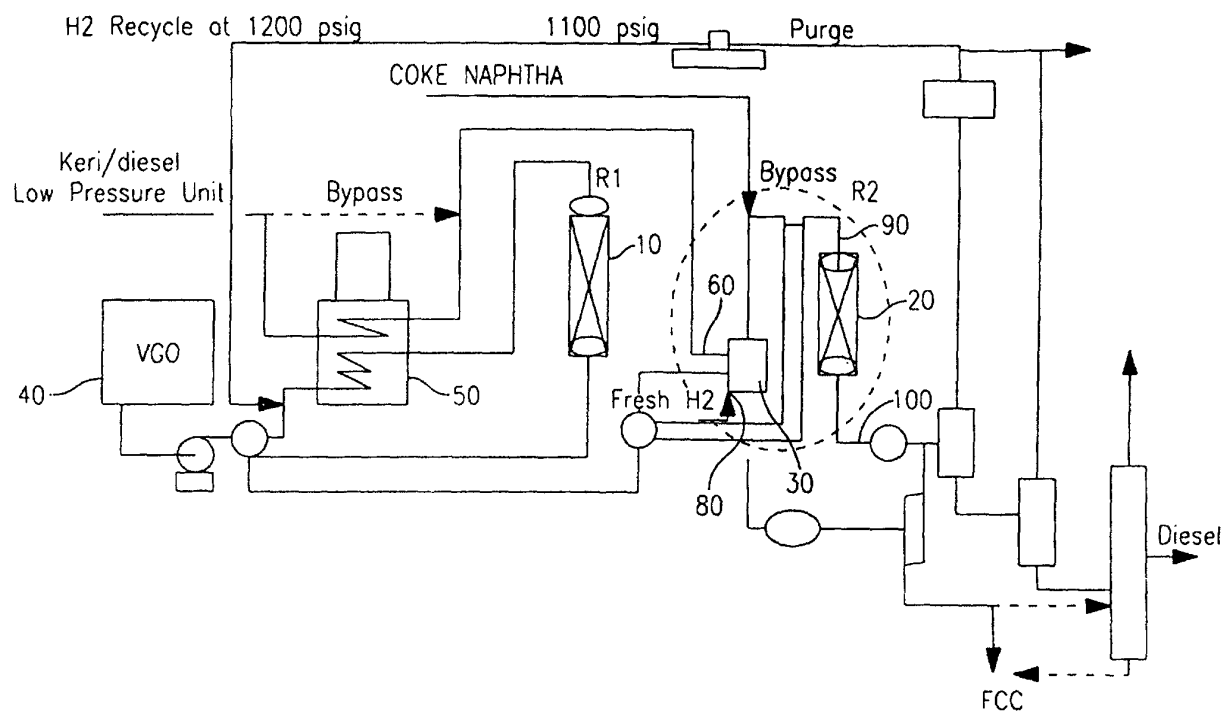 H2 Recycle at 1200 psig
1100 psig
Purge
COKE NAPHTHA
Keri/diesel
Low Pressure Unit
Bypass
R1
Bypass
R2
90
10
60
20
VGO
40
50
Fresh H2
100
80
30
Diesel
FCC